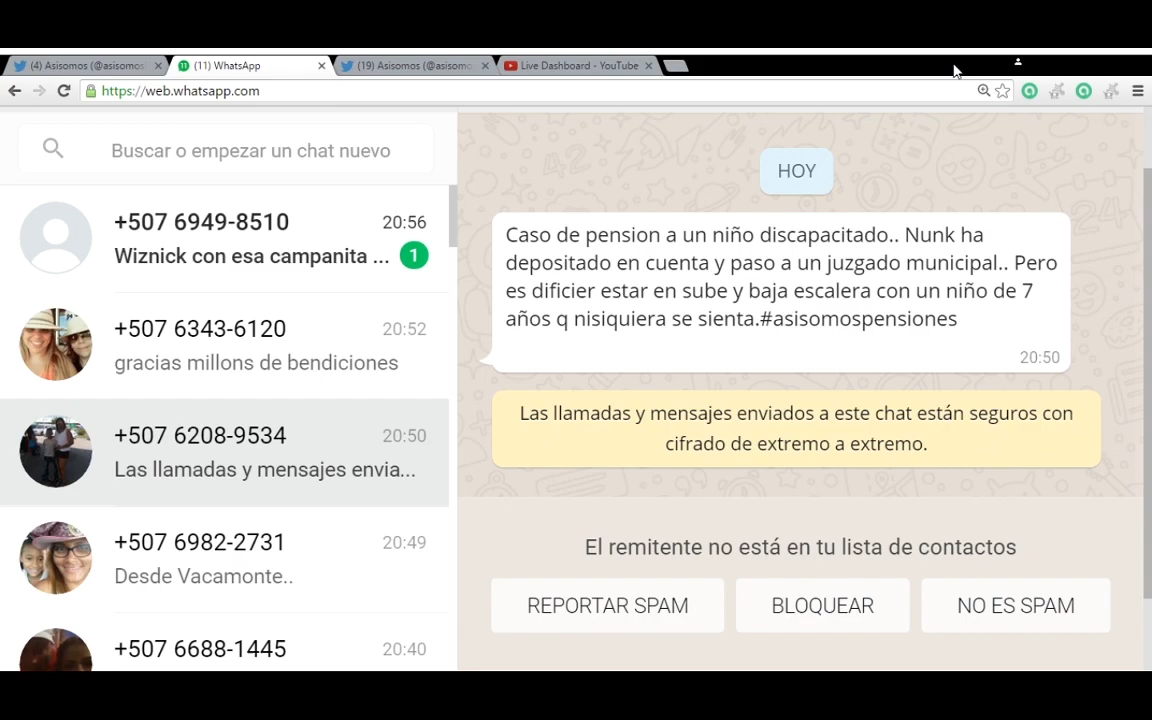 (4) Asisomos (@asisomos
(11) WhatsApp
(19) Asisomos (@asisomo
Live Dashboard - YouTube
https://web.whatsapp.com
Buscar o empezar un chat nuevo
+507 6949-8510
20:56
Wiznick con esa campanita ...
1
+507 6343-6120
20:52
gracias millons de bendiciones
+507 6208-9534
20:50
Las llamadas y mensajes envia...
+507 6982-2731
20:49
Desde Vacamonte..
+507 6688-1445
20:40
HOY
Caso de pension a un niño discapacitado.. Nunk ha
depositado en cuenta y paso a un juzgado municipal.. Pero
es dificier estar en sube y baja escalera con un niño de 7
años q nisiquiera se sienta.#asisomospensiones
20:50
Las llamadas y mensajes enviados a este chat están seguros con
cifrado de extremo a extremo.
El remitente no está en tu lista de contactos
REPORTAR SPAM
BLOQUEAR
NO ES SPAM